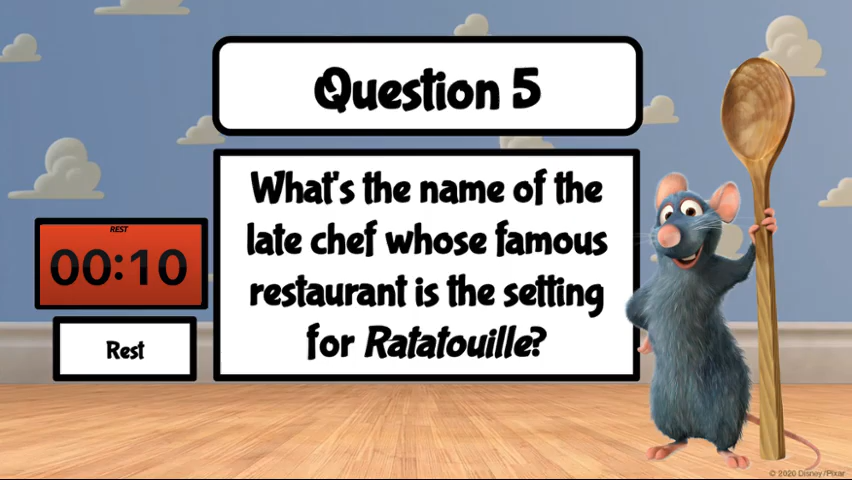 Question 5
What's the name of the
late chef whose famous
restaurant is the setting
for Ratatouille?
REST
00:10
Rest
© 2020 Disney/Pixar